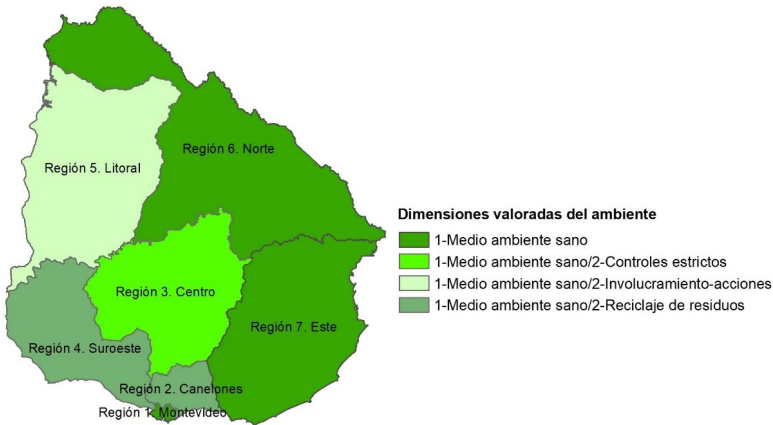 Región 6. Norte
Región 5. Litoral
Región 3. Centro
Región 7. Este
Región 4. Suroeste
Región 2. Canelones
Región 1. Montevideo
Dimensiones valoradas del ambiente
1-Medio ambiente sano
1-Medio ambiente sano/2-Controles estrictos
1-Medio ambiente sano/2-Involucramiento-acciones
1-Medio ambiente sano/2-Reciclaje de residuos